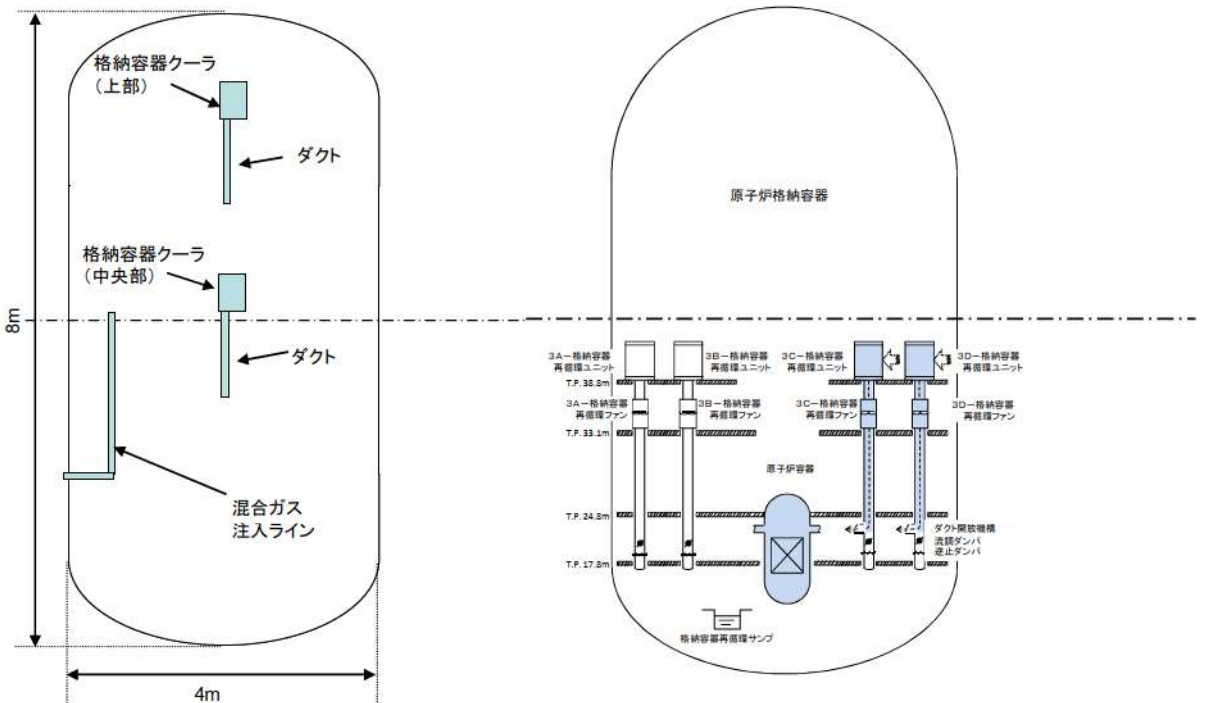 格納容器クーラ
(上部)
ダクト
格納容器クーラ
(中央部)
8m
ダクト
混合ガス
注入ライン
4m
原子炉格納容器
3A-格納容器
再循環ユニット
3B-格納容器
再循環ユニット
3C-格納容器
再循環ユニット
3D-格納容器
再循環ユニット
T.P. 38.8m
3A-格納容器
再循環ファン
3B-格納容器
再循環ファン
3C-格納容器
再循環ファン
3D-格納容器
再循環ファン
T.P. 33.1m
原子炉容器
T.P. 24.8m
ダクト開放機構
流調ダンパ
逆止ダンパ
T.P. 17.8m
格納容器再循環サンプ